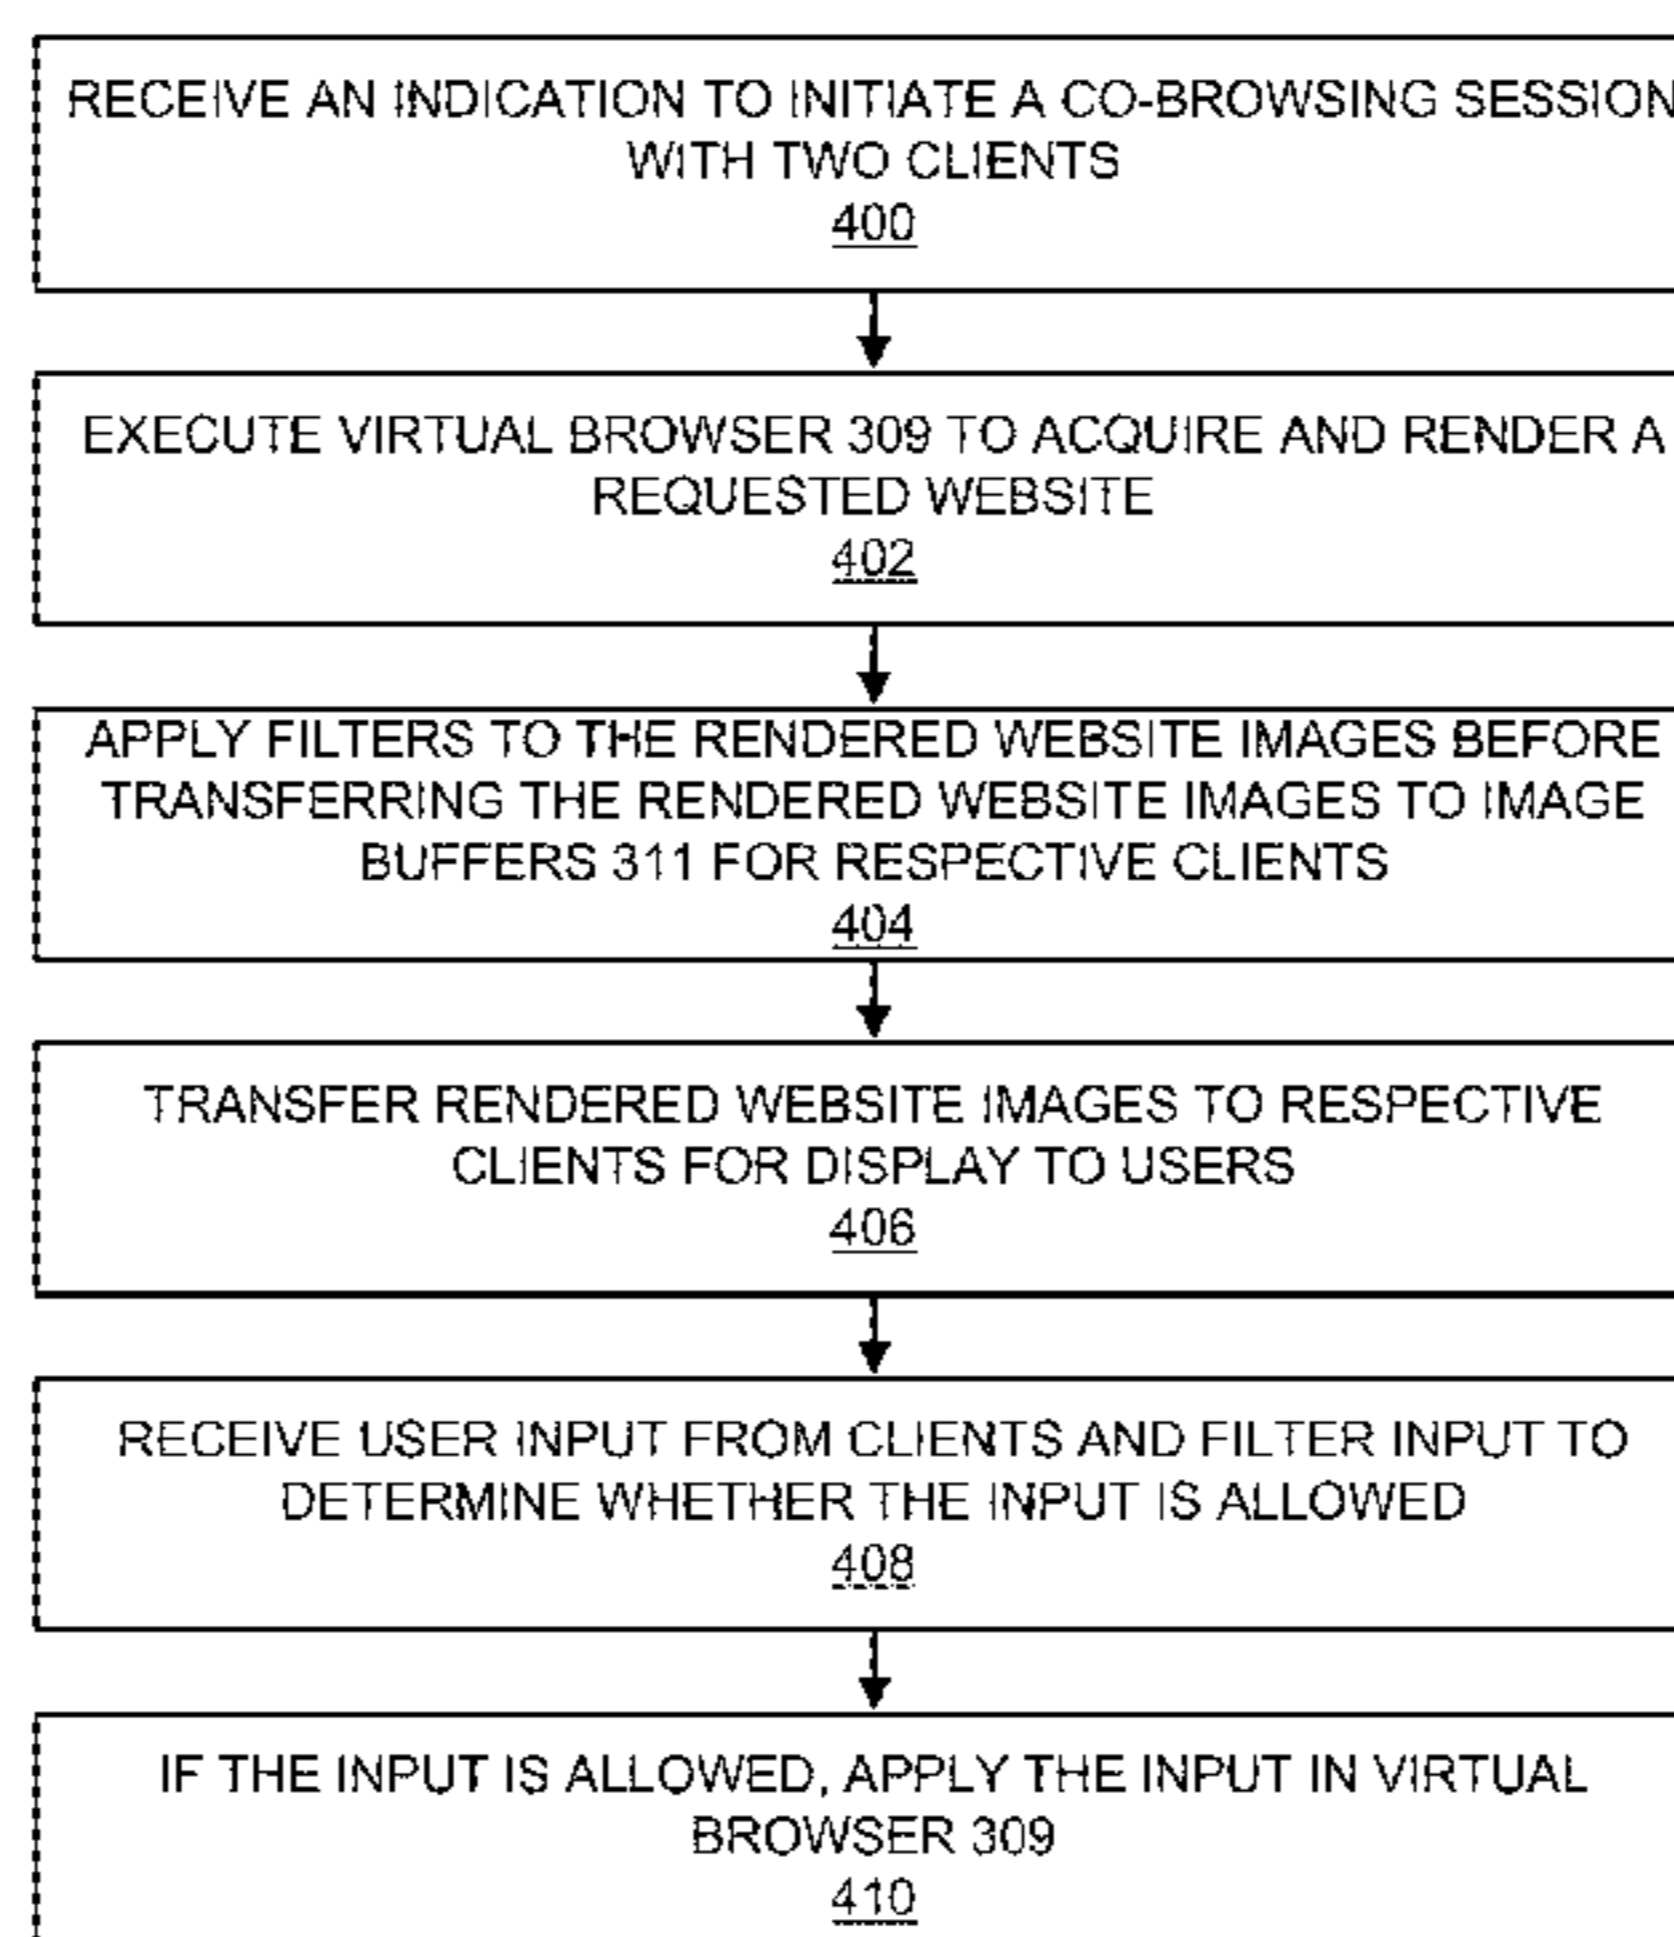 RECEIVE AN INDICATION TO INITIATE A CO-BROWSING SESSION
WITH TWO CLIENTS
400
EXECUTE VIRTUAL BROWSER 309 TO ACQUIRE AND RENDER A
REQUESTED WEBSITE
402
APPLY FILTERS TO THE RENDERED WEBSITE IMAGES BEFORE
TRANSFERRING THE RENDERED WEBSITE IMAGES TO IMAGE
BUFFERS 311 FOR RESPECTIVE CLIENTS
404
TRANSFER RENDERED WEBSITE IMAGES TO RESPECTIVE
CLIENTS FOR DISPLAY TO USERS
406
RECEIVE USER INPUT FROM CLIENTS AND FILTER INPUT TO
DETERMINE WHETHER THE INPUT IS ALLOWED
408
IF THE INPUT IS ALLOWED, APPLY THE INPUT IN VIRTUAL
BROWSER 309
410